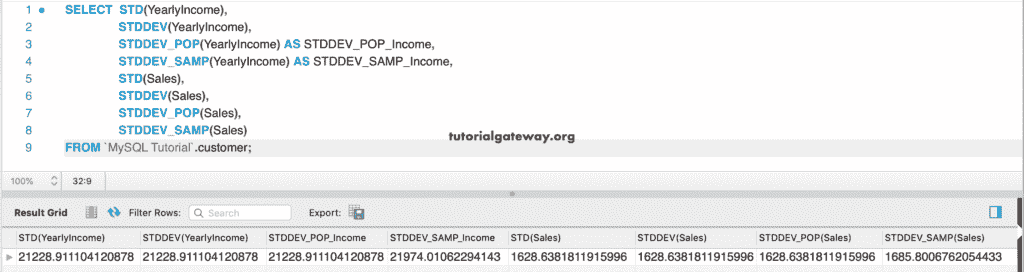 1 SELECT STD(YearlyIncome),
2 STDDEV(YearlyIncome),
3 STDDEV_POP(YearlyIncome) AS STDDEV_POP_Income,
4 STDDEV_SAMP(YearlyIncome) AS STDDEV_SAMP_Income,
5 STD(Sales),
6 STDDEV(Sales),
7 STDDEV_POP(Sales),
8 STDDEV_SAMP(Sales)
tutorialgateway.org
9 FROM `MySQL Tutorial`.customer;
100% 32:9
Result Grid Filter Rows: Search Export:
STD(YearlyIncome) STDDEV(YearlyIncome) STDDEV_POP_Income STDDEV_SAMP_Income STD(Sales) STDDEV(Sales) STDDEV_POP(Sales) STDDEV_SAMP(Sales)
21228.911104120878 21228.911104120878 21228.911104120878 21974.01062294143 1628.6381811915996 1628.6381811915996 1628.6381811915996 1685.8006762054433